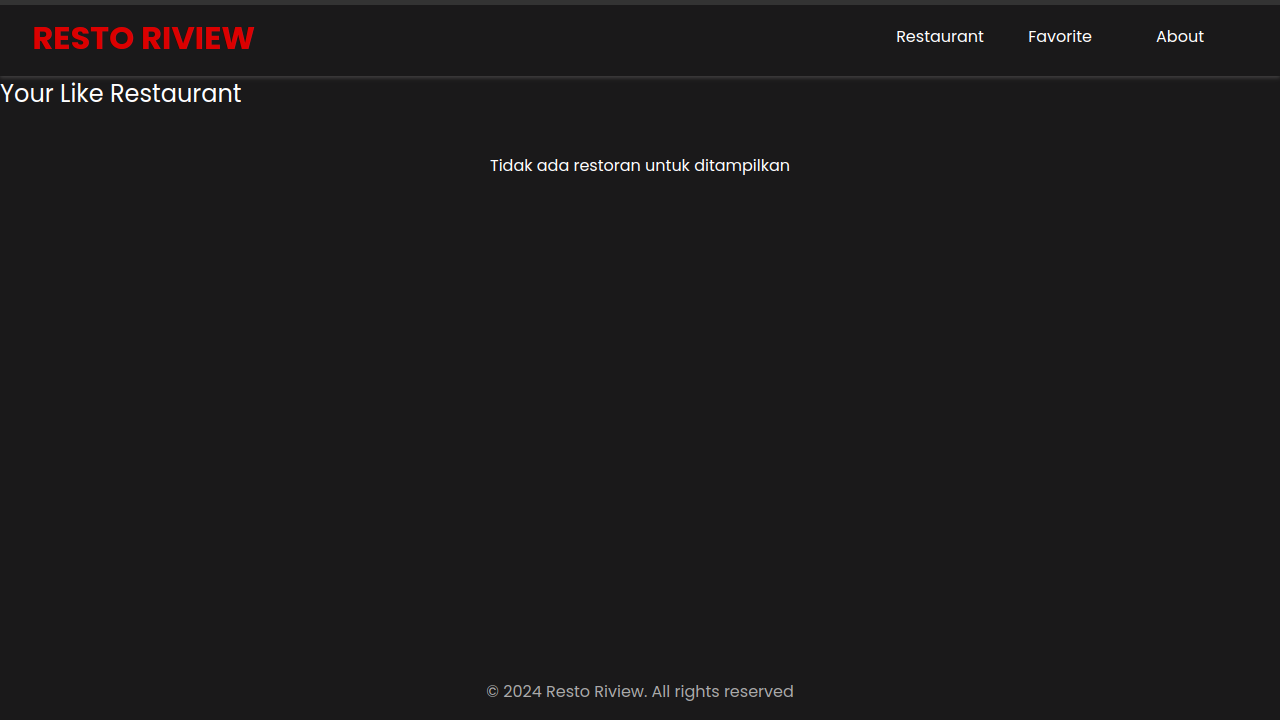 RESTO RIVIEW
Restaurant
Favorite
About
Your Like Restaurant
Tidak ada restoran untuk ditampilkan
© 2024 Resto Riview. All rights reserved